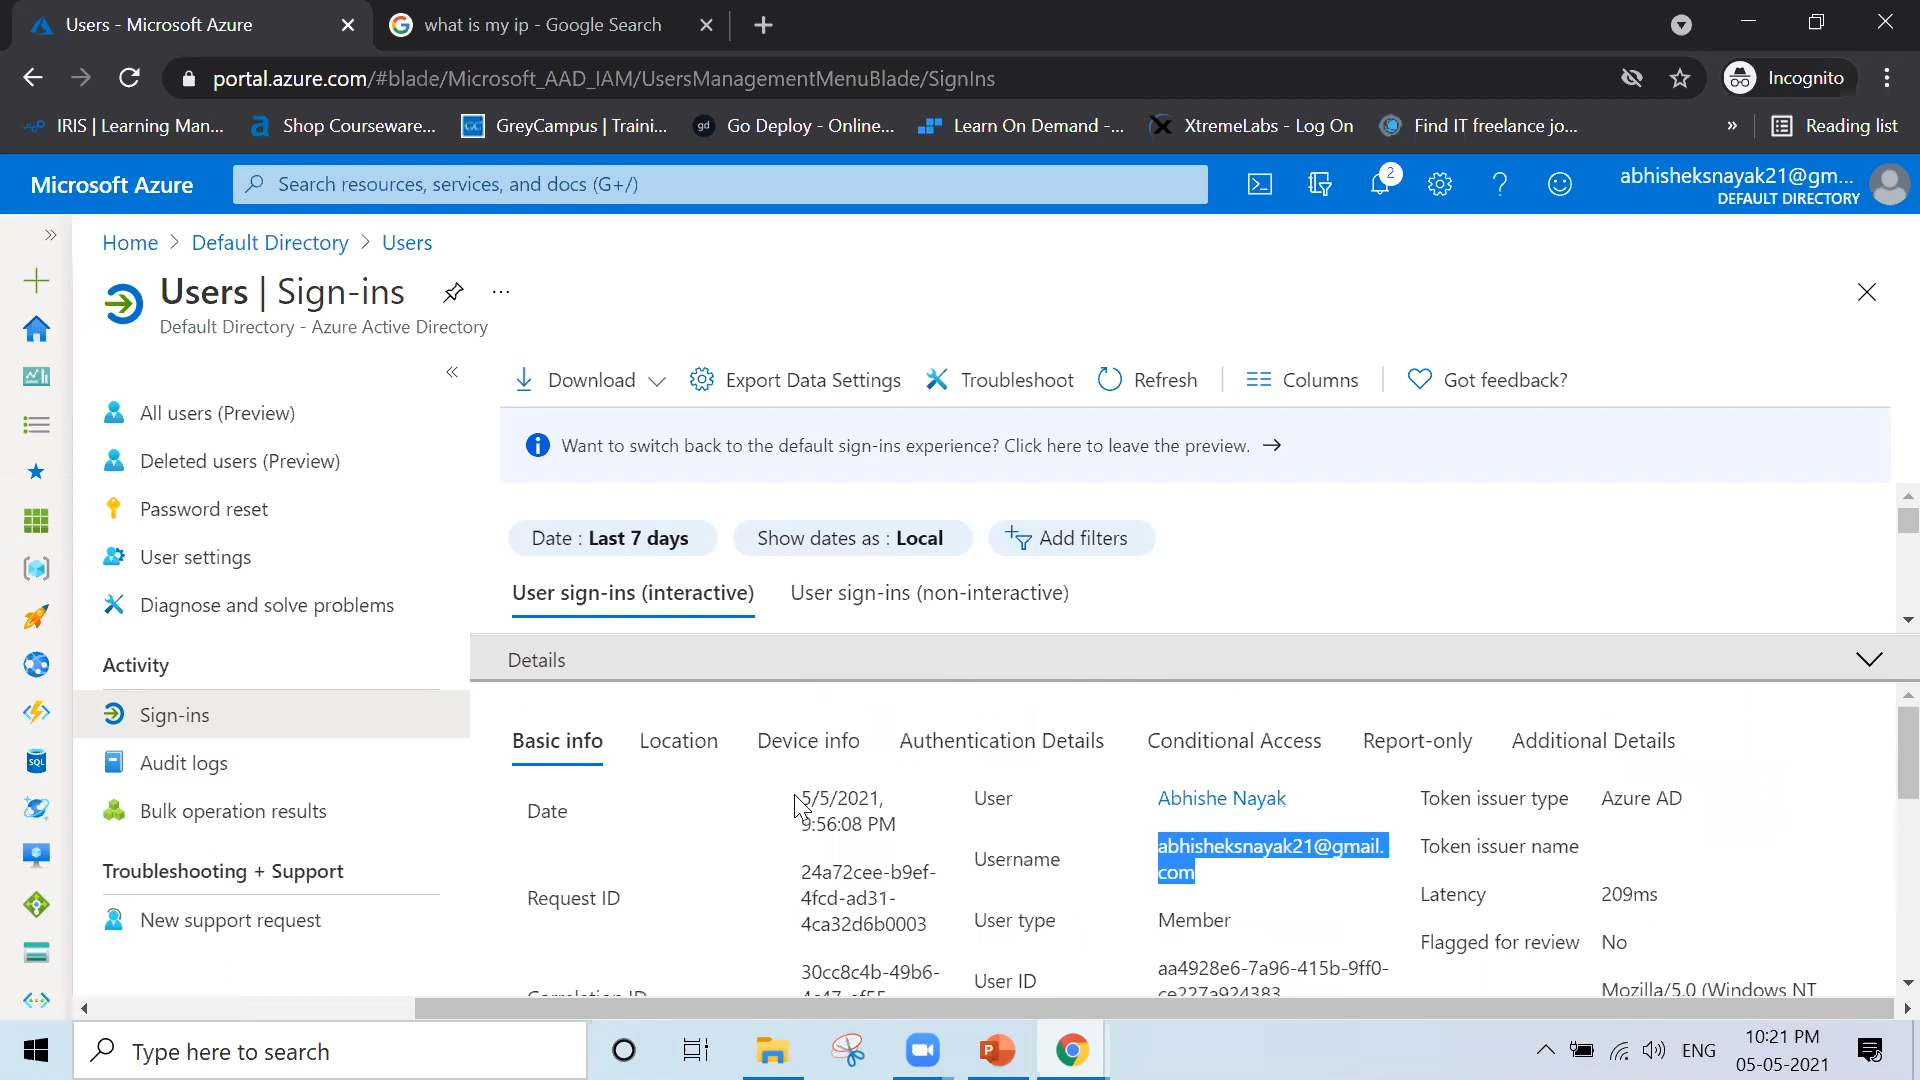 Users - Microsoft Azure
what is my ip - Google Search
portal.azure.com/#blade/Microsoft_AAD_IAM/UsersManagementMenuBlade/SignIns
Incognito
IRIS | Learning Man...
Shop Courseware...
GC
GreyCampus | Traini...
gd
Go Deploy - Online...
Learn On Demand -...
XtremeLabs - Log On
Find IT freelance jo...
»
Reading list
Microsoft Azure
Search resources, services, and docs (G+/)
2
abhisheksnayak21@gm...
DEFAULT DIRECTORY
Home > Default Directory > Users
Users | Sign-ins
Default Directory - Azure Active Directory
Download
Export Data Settings
Troubleshoot
Refresh
Columns
Got feedback?
Want to switch back to the default sign-ins experience? Click here to leave the preview. →
All users (Preview)
Deleted users (Preview)
Password reset
User settings
Diagnose and solve problems
Activity
Sign-ins
Audit logs
Bulk operation results
Troubleshooting + Support
New support request
SQL
Date : Last 7 days
Show dates as : Local
Add filters
User sign-ins (interactive)
User sign-ins (non-interactive)
Details
Basic info
Location
Device info
Authentication Details
Conditional Access
Report-only
Additional Details
Date
5/5/2021,
9:56:08 PM
Request ID
24a72cee-b9ef-
4fcd-ad31-
4ca32d6b0003
Correlation ID
30cc8c4b-49b6-
User
Abhishe Nayak
Username
abhisheksnayak21@gmail.
com
User type
Member
User ID
aa4928e6-7a96-415b-9ff0-
ce227a924383
Token issuer type
Azure AD
Token issuer name
Latency
209ms
Flagged for review
No
Mozilla/5.0 (Windows NT
Type here to search
P
ENG
10:21 PM
05-05-2021